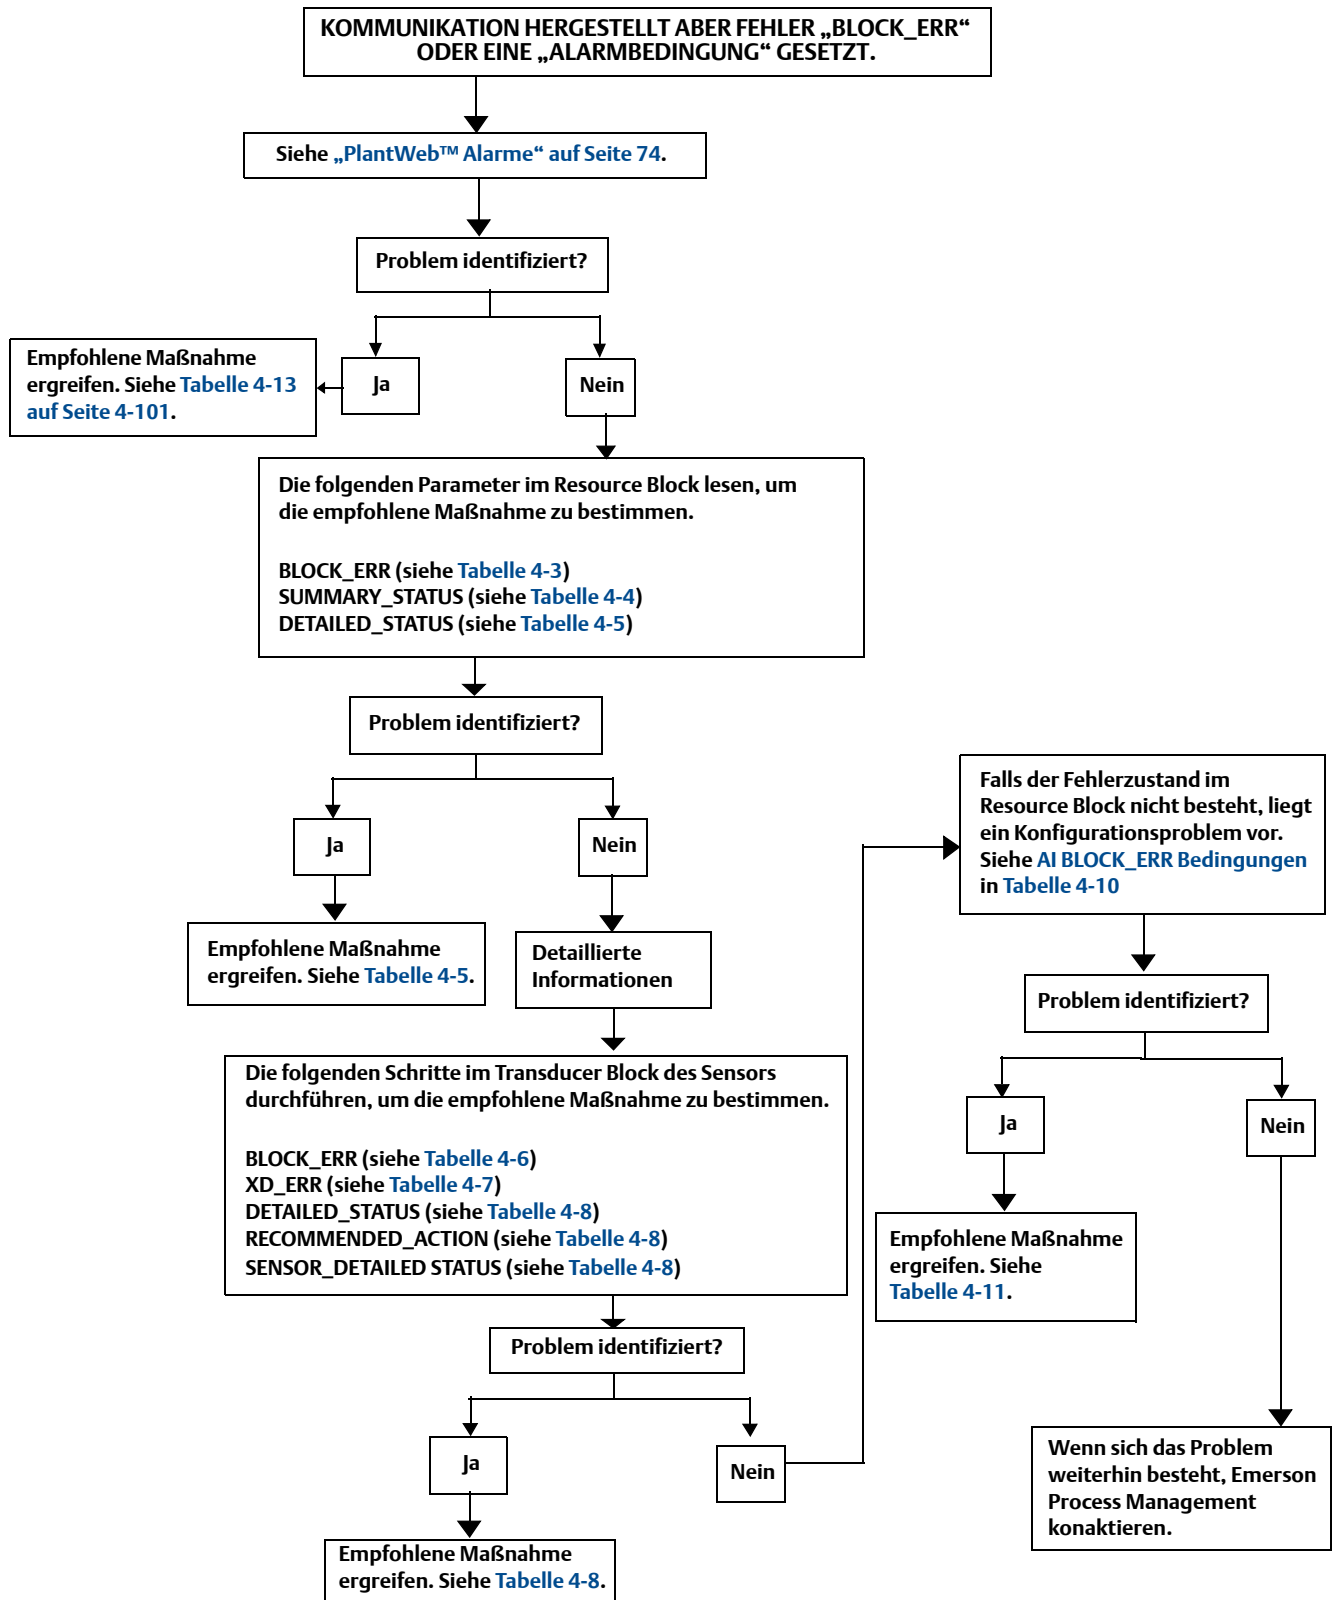 KOMMUNIKATION HERGESTELLT ABER FEHLER „BLOCK_ERR“
ODER EINE „ALARMBEDINGUNG“ GESETZT.
Siehe „PlantWeb™ Alarme“ auf Seite 74.
Problem identifiziert?
Ja
Nein
Empfohlene Maßnahme
ergreifen. Siehe Tabelle 4-13
auf Seite 4-101.
Die folgenden Parameter im Resource Block lesen, um
die empfohlene Maßnahme zu bestimmen.
BLOCK_ERR (siehe Tabelle 4-3)
SUMMARY_STATUS (siehe Tabelle 4-4)
DETAILED_STATUS (siehe Tabelle 4-5)
Problem identifiziert?
Ja
Nein
Empfohlene Maßnahme
ergreifen. Siehe Tabelle 4-5.
Detaillierte
Informationen
Die folgenden Schritte im Transducer Block des Sensors
durchführen, um die empfohlene Maßnahme zu bestimmen.
BLOCK_ERR (siehe Tabelle 4-6)
XD_ERR (siehe Tabelle 4-7)
DETAILED_STATUS (siehe Tabelle 4-8)
RECOMMENDED_ACTION (siehe Tabelle 4-8)
SENSOR_DETAILED STATUS (siehe Tabelle 4-8)
Problem identifiziert?
Ja
Nein
Empfohlene Maßnahme
ergreifen. Siehe Tabelle 4-8.
Falls der Fehlerzustand im
Resource Block nicht besteht, liegt
ein Konfigurationsproblem vor.
Siehe AI BLOCK_ERR Bedingungen
in Tabelle 4-10
Problem identifiziert?
Ja
Nein
Empfohlene Maßnahme
ergreifen. Siehe
Tabelle 4-11.
Wenn sich das Problem
weiterhin besteht, Emerson
Process Management
konaktieren.